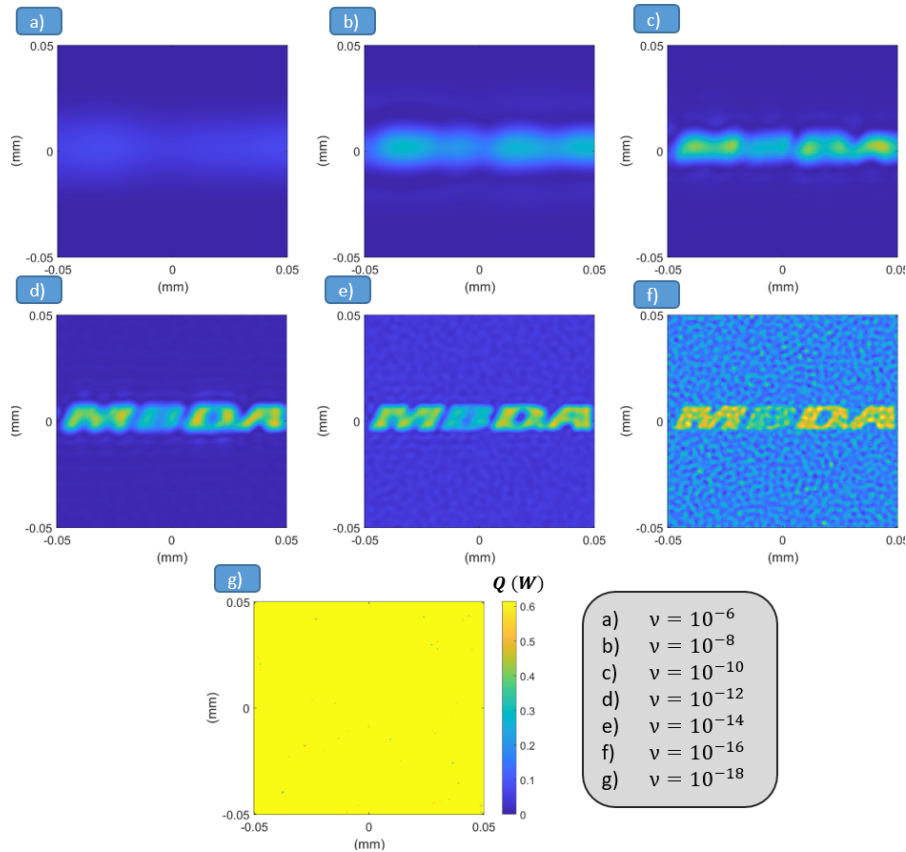 a)
b)
c)
0.05
0.05
0.05
(mm)
0
(mm)
0
(mm)
0
-0.05
-0.05
-0.05
-0.05
0
0.05
-0.05
0
0.05
-0.05
0
0.05
(mm)
(mm)
(mm)
d)
e)
f)
0.05
0.05
0.05
(mm)
0
MIDA
(mm)
0
MIDA
(mm)
0
MIDA
-0.05
-0.05
-0.05
-0.05
0
0.05
-0.05
0
0.05
-0.05
0
0.05
(mm)
(mm)
(mm)
g)
Q (W)
0.05
(mm)
0
-0.05
-0.05
0
0.05
(mm)
0.6
0.5
0.4
0.3
0.2
0.1
0
a) ν = 10⁻⁶
b) ν = 10⁻⁸
c) ν = 10⁻¹⁰
d) ν = 10⁻¹²
e) ν = 10⁻¹⁴
f) ν = 10⁻¹⁶
g) ν = 10⁻¹⁸